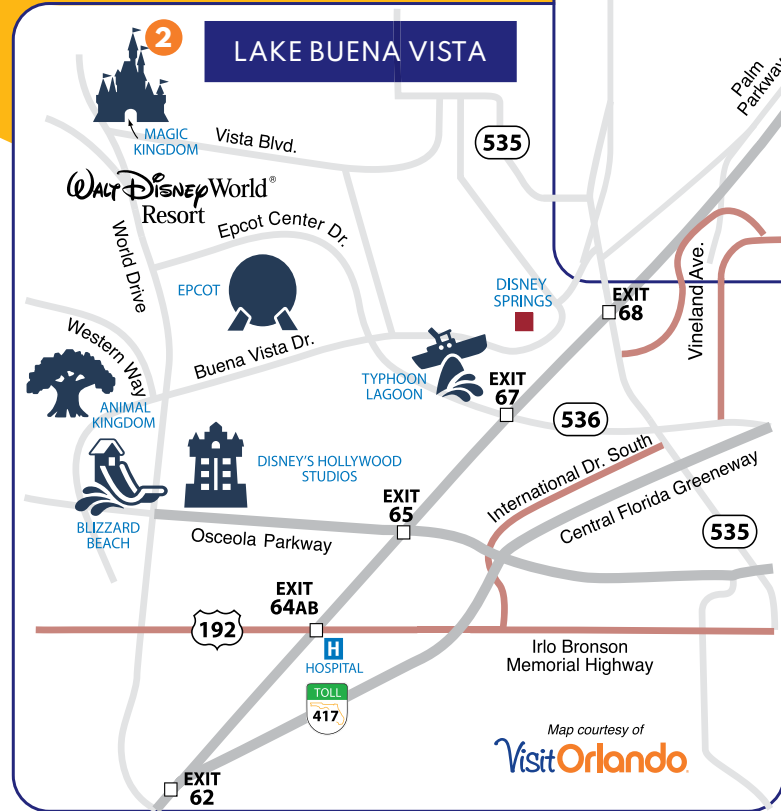 2
LAKE BUENA VISTA
Palm
Parkway
MAGIC
KINGDOM
Vista Blvd.
535
WALT DISNEY World®
Resort
Epcot Center Dr.
World Drive
EPCOT
DISNEY
SPRINGS
EXIT
68
Vineland Ave.
Western Way
Buena Vista Dr.
TYPHOON
LAGOON
EXIT
67
536
ANIMAL
KINGDOM
DISNEY'S HOLLYWOOD
STUDIOS
International Dr. South
Central Florida Greeneway
EXIT
65
BLIZZARD
BEACH
Osceola Parkway
535
EXIT
64AB
192
H
HOSPITAL
Irlo Bronson
Memorial Highway
TOLL
417
Map courtesy of
Visit Orlando
EXIT
62